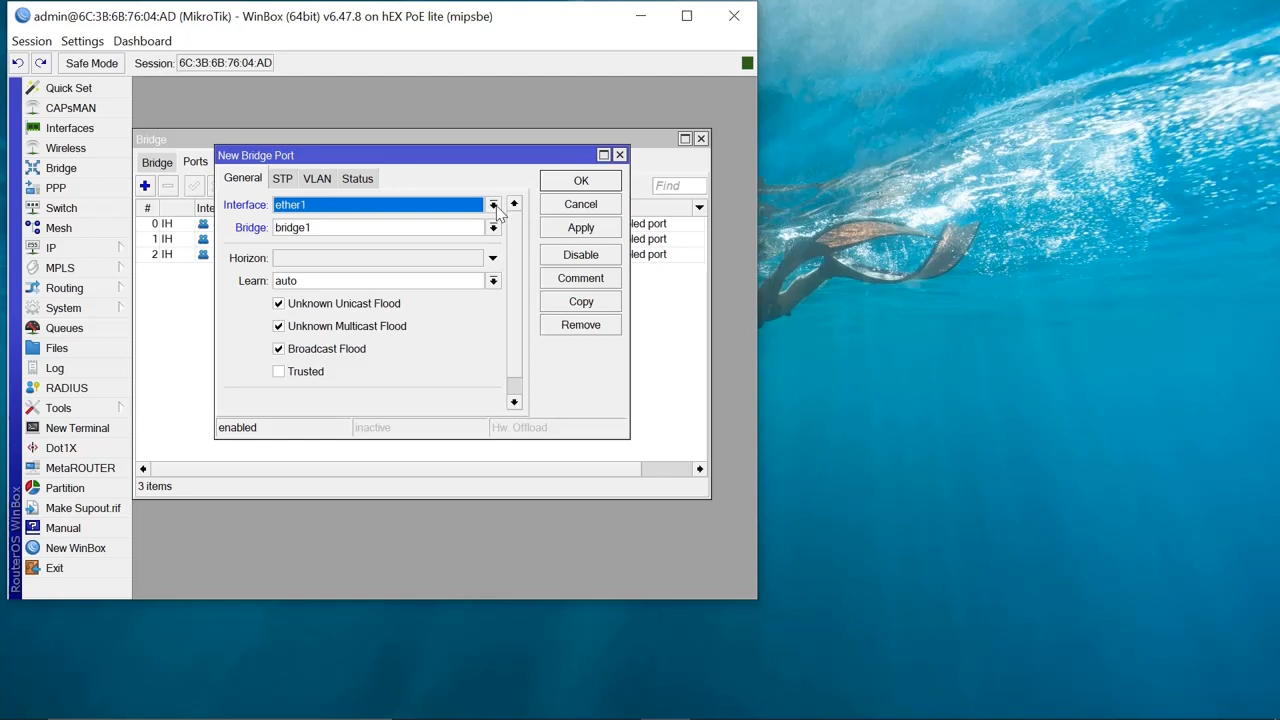 admin@6C:3B:6B:76:04:AD (MikroTik) - WinBox (64bit) v6.47.8 on hEX PoE lite (mipsbe)
Session Settings Dashboard
Safe Mode Session: 6C:3B:6B:76:04:AD
Quick Set
CAPsMAN
Interfaces
Wireless
Bridge
PPP
Switch
Mesh
IP
MPLS
Routing
System
Queues
Files
Log
RADIUS
Tools
New Terminal
Dot1X
MetaROUTER
Partition
Make Supout.rif
Manual
New WinBox
Exit
RouterOS WinBox
Bridge
Bridge Ports
Find
# Inte
0 IH led port
1 IH led port
2 IH led port
3 items
New Bridge Port
General STP VLAN Status
Interface: ether1
Bridge: bridge1
Horizon:
Learn: auto
Unknown Unicast Flood
Unknown Multicast Flood
Broadcast Flood
Trusted
OK
Cancel
Apply
Disable
Comment
Copy
Remove
enabled inactive Hw. Offload